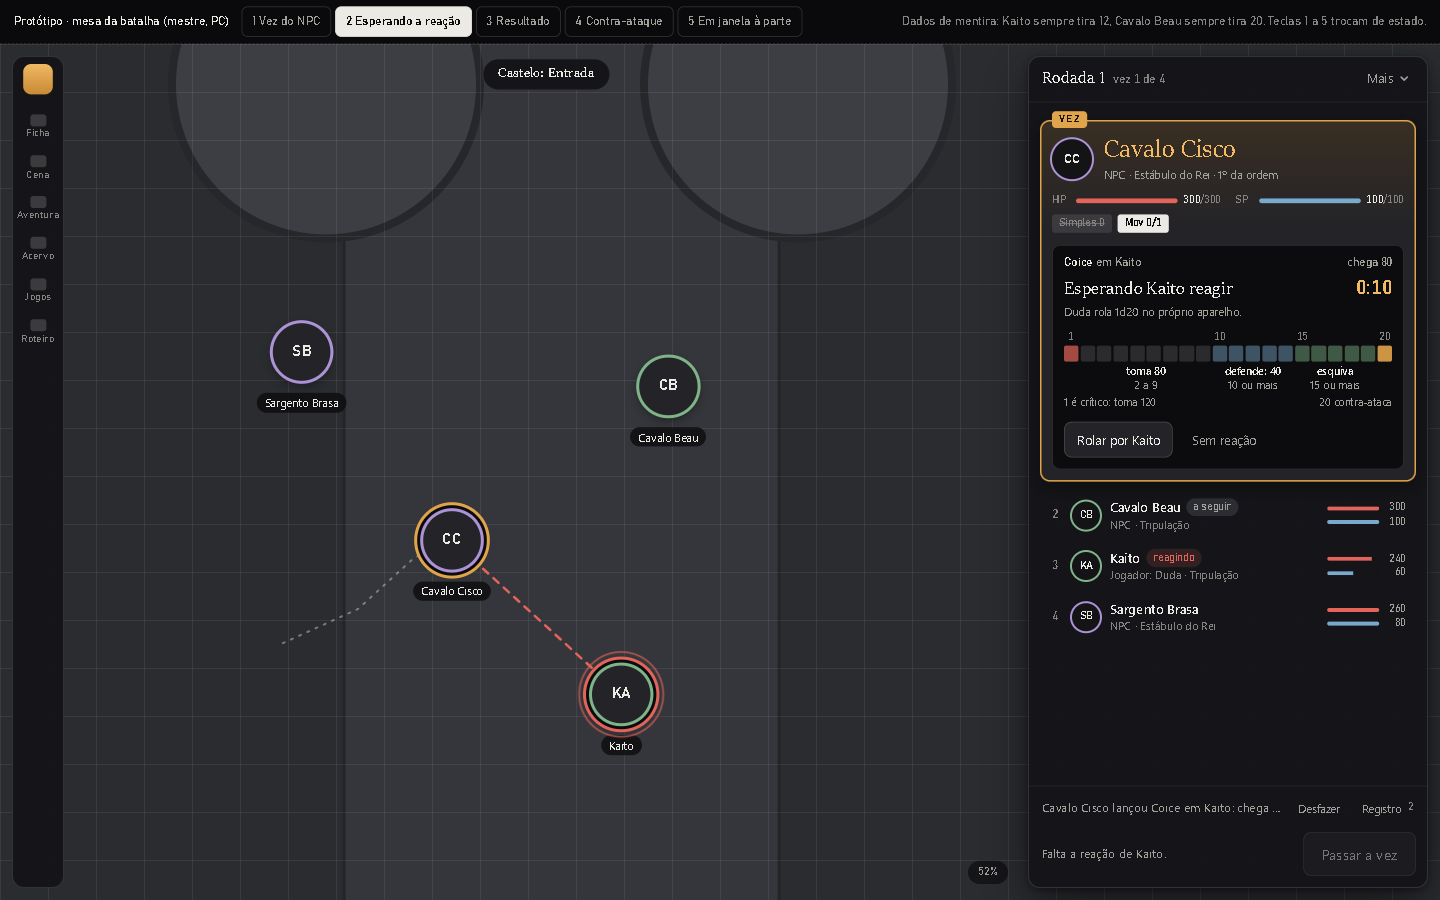 Protótipo · mesa da batalha (mestre, PC)
1 Vez do NPC
2 Esperando a reação
3 Resultado
4 Contra-ataque
5 Em janela à parte
Dados de mentira: Kaito sempre tira 12, Cavalo Beau sempre tira 20. Teclas 1 a 5 trocam de estado.
Ficha
Cena
Aventura
Acervo
Jogos
Roteiro
Castelo: Entrada
SB
Sargento Brasa
CB
Cavalo Beau
CC
Cavalo Cisco
KA
Kaito
52%
Rodada 1 vez 1 de 4
Mais
VEZ
CC
Cavalo Cisco
NPC · Estábulo do Rei · 1º da ordem
HP 300/300 SP 100/100
Simples 0 Mov 0/1
Coice em Kaito chega 80
Esperando Kaito reagir 0:10
Duda rola 1d20 no próprio aparelho.
1 10 15 20
toma 80 defende: 40 esquiva
2 a 9 10 ou mais 15 ou mais
1 é crítico: toma 120 20 contra-ataca
Rolar por Kaito Sem reação
2 CB Cavalo Beau a seguir 300
NPC · Tripulação 100
3 KA Kaito reagindo 240
Jogador: Duda · Tripulação 60
4 SB Sargento Brasa 260
NPC · Estábulo do Rei 80
Cavalo Cisco lançou Coice em Kaito: chega ... Desfazer Registro 2
Falta a reação de Kaito. Passar a vez